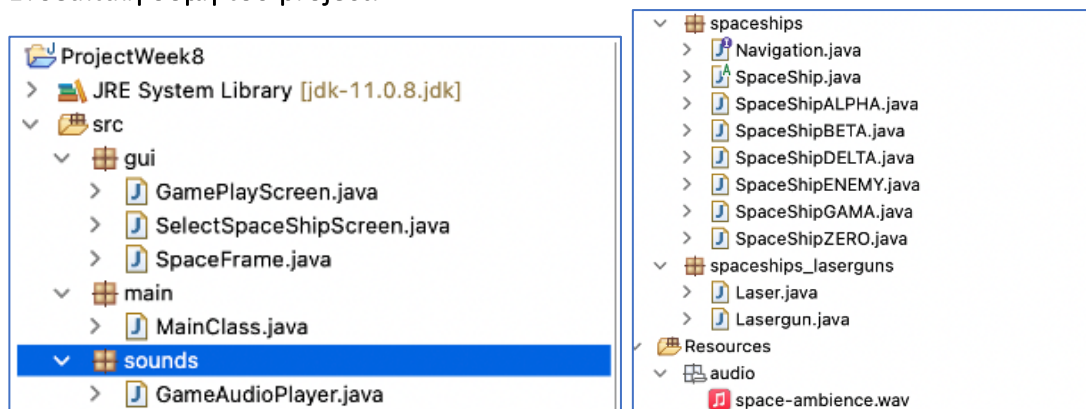 ProjectWeek8
JRE System Library [jdk-11.0.8.jdk]
src
gui
GamePlayScreen.java
SelectSpaceShipScreen.java
SpaceFrame.java
main
MainClass.java
sounds
GameAudioPlayer.java
spaceships
Navigation.java
SpaceShip.java
SpaceShipALPHA.java
SpaceShipBETA.java
SpaceShipDELTA.java
SpaceShipENEMY.java
SpaceShipGAMA.java
SpaceShipZERO.java
spaceships_laserguns
Laser.java
Lasergun.java
Resources
audio
space-ambience.wav